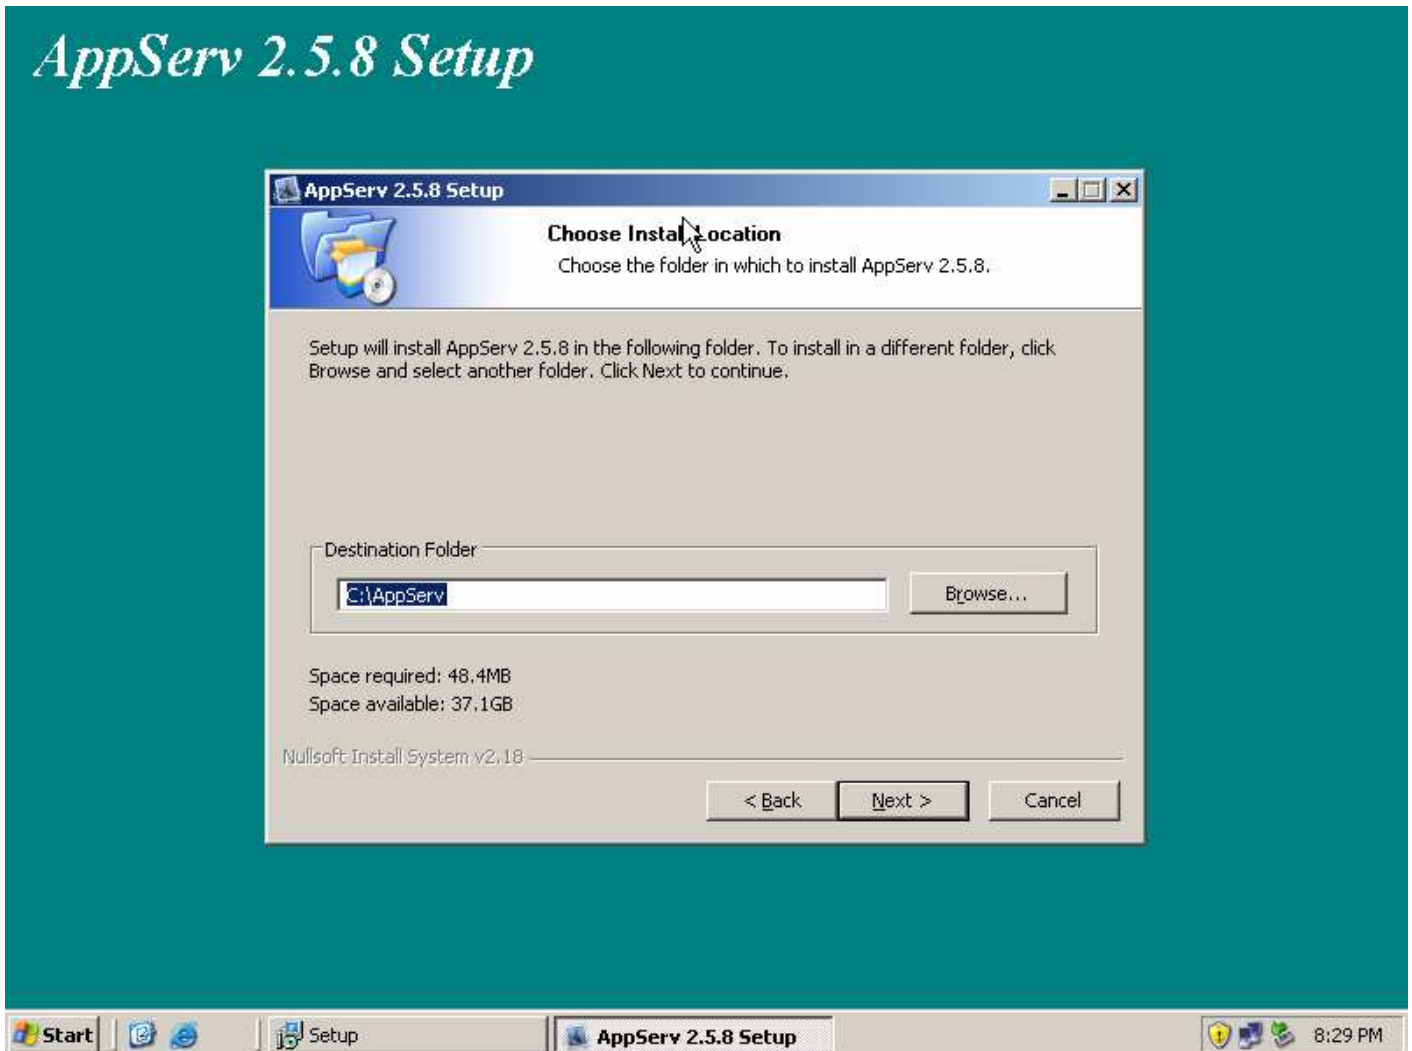 AppServ 2.5.8 Setup
AppServ 2.5.8 Setup
Choose Install Location
Choose the folder in which to install AppServ 2.5.8.
Setup will install AppServ 2.5.8 in the following folder. To install in a different folder, click
Browse and select another folder. Click Next to continue.
Destination Folder
C:\AppServ
Browse...
Space required: 48.4MB
Space available: 37.1GB
Nullsoft Install System v2.18
< Back
Next >
Cancel
Start
Setup
AppServ 2.5.8 Setup
8:29 PM